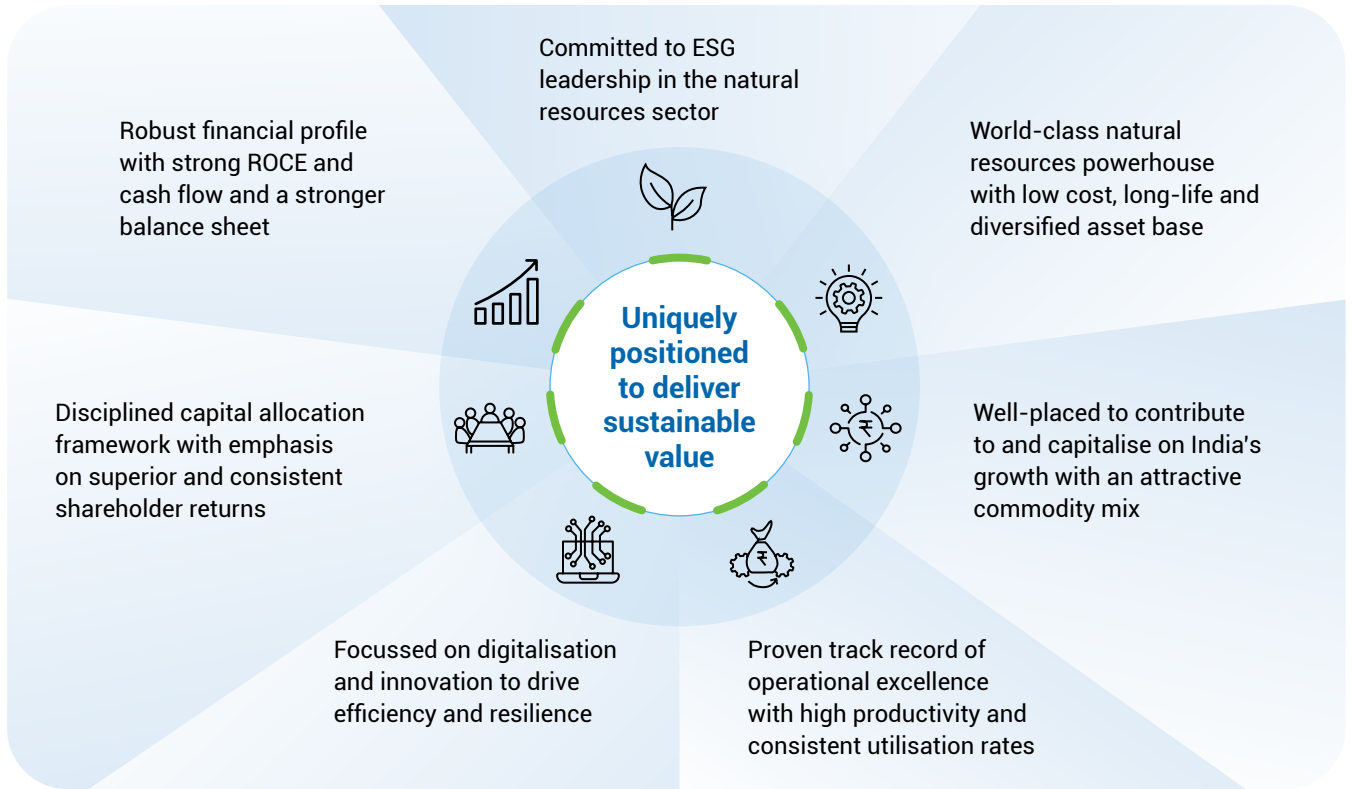 Committed to ESG
leadership in the natural
resources sector
World-class natural
resources powerhouse
with low cost, long-life and
diversified asset base
Well-placed to contribute
to and capitalise on India's
growth with an attractive
commodity mix
Proven track record of
operational excellence
with high productivity and
consistent utilisation rates
Focussed on digitalisation
and innovation to drive
efficiency and resilience
Disciplined capital allocation
framework with emphasis
on superior and consistent
shareholder returns
Robust financial profile
with strong ROCE and
cash flow and a stronger
balance sheet
Uniquely
positioned
to deliver
sustainable
value
₹
₹